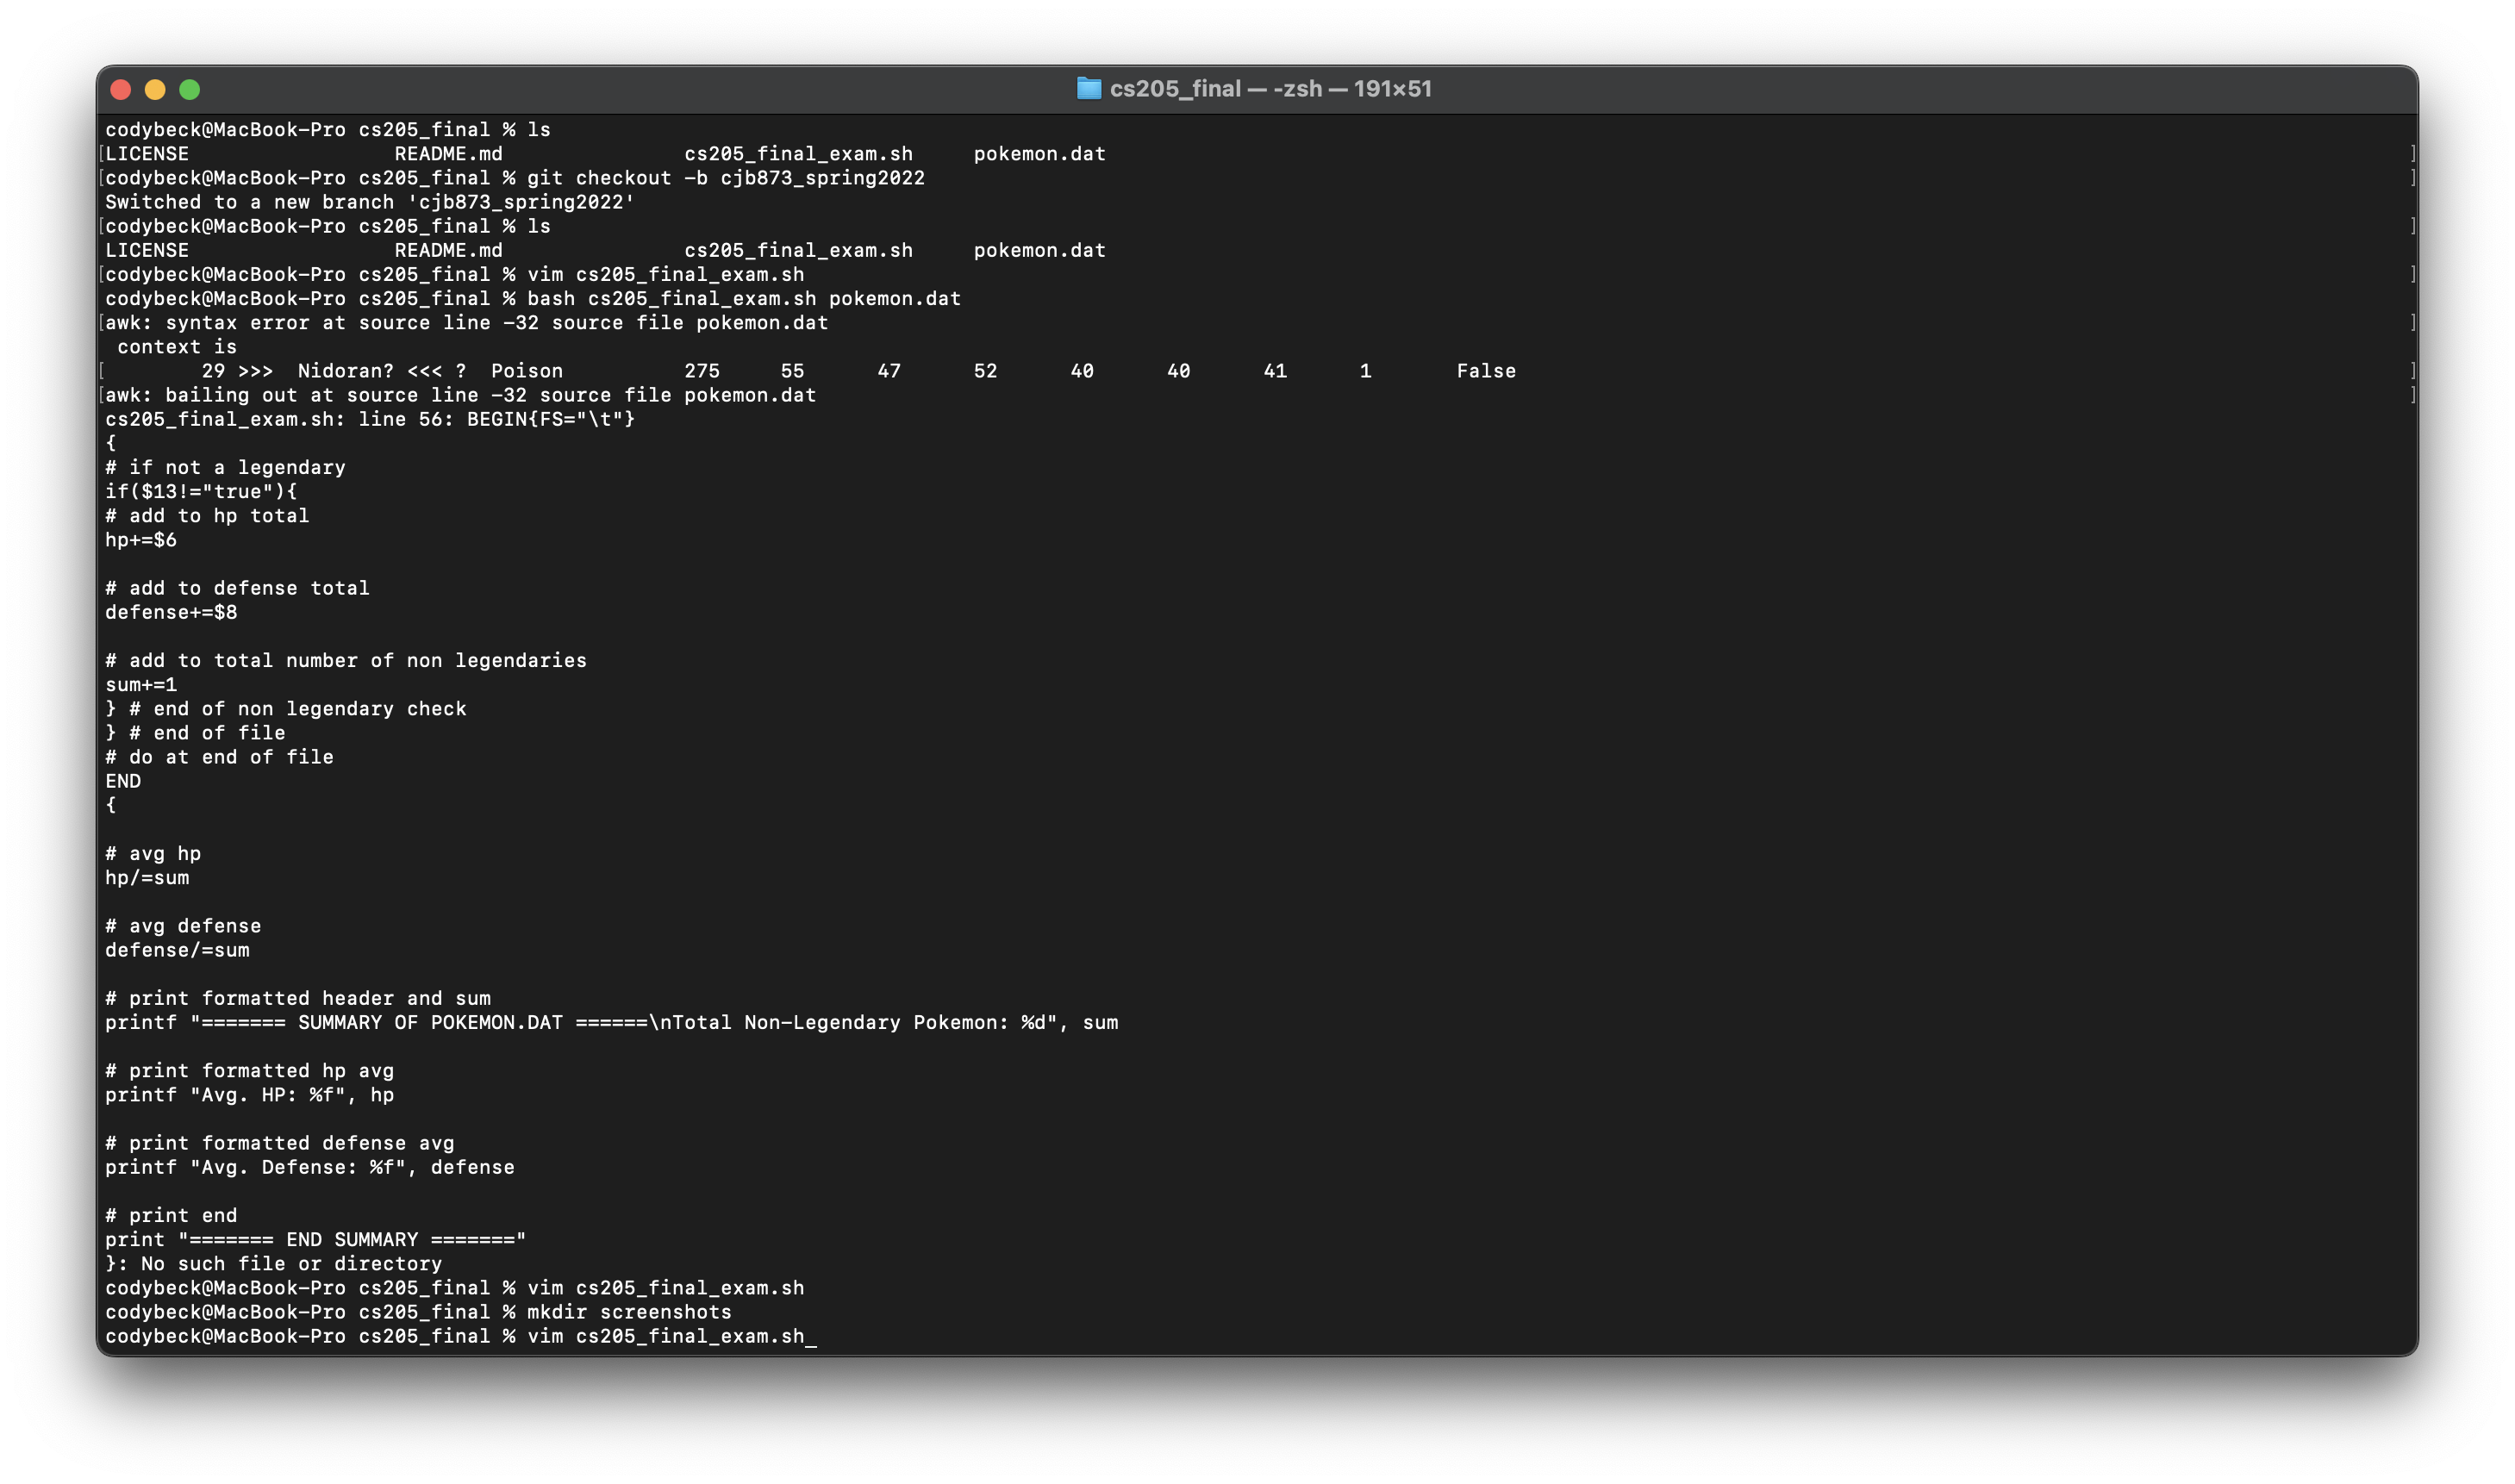 cs205_final — -zsh — 191×51
codybeck@MacBook-Pro cs205_final % ls
[LICENSE                 README.md               cs205_final_exam.sh     pokemon.dat ]
[codybeck@MacBook-Pro cs205_final % git checkout -b cjb873_spring2022 ]
Switched to a new branch 'cjb873_spring2022'
[codybeck@MacBook-Pro cs205_final % ls ]
LICENSE                 README.md               cs205_final_exam.sh     pokemon.dat
[codybeck@MacBook-Pro cs205_final % vim cs205_final_exam.sh ]
codybeck@MacBook-Pro cs205_final % bash cs205_final_exam.sh pokemon.dat
[awk: syntax error at source line -32 source file pokemon.dat ]
 context is
[        29 >>>  Nidoran? <<< ?  Poison          275     55      47      52      40      40      41      1       False ]
[awk: bailing out at source line -32 source file pokemon.dat ]
cs205_final_exam.sh: line 56: BEGIN{FS="\t"}
{
# if not a legendary
if($13!="true"){
# add to hp total
hp+=$6
# add to defense total
defense+=$8
# add to total number of non legendaries
sum+=1
} # end of non legendary check
} # end of file
# do at end of file
END
{
# avg hp
hp/=sum
# avg defense
defense/=sum
# print formatted header and sum
printf "======= SUMMARY OF POKEMON.DAT ======\nTotal Non-Legendary Pokemon: %d", sum
# print formatted hp avg
printf "Avg. HP: %f", hp
# print formatted defense avg
printf "Avg. Defense: %f", defense
# print end
print "======= END SUMMARY ======="
}: No such file or directory
codybeck@MacBook-Pro cs205_final % vim cs205_final_exam.sh
codybeck@MacBook-Pro cs205_final % mkdir screenshots
codybeck@MacBook-Pro cs205_final % vim cs205_final_exam.sh_